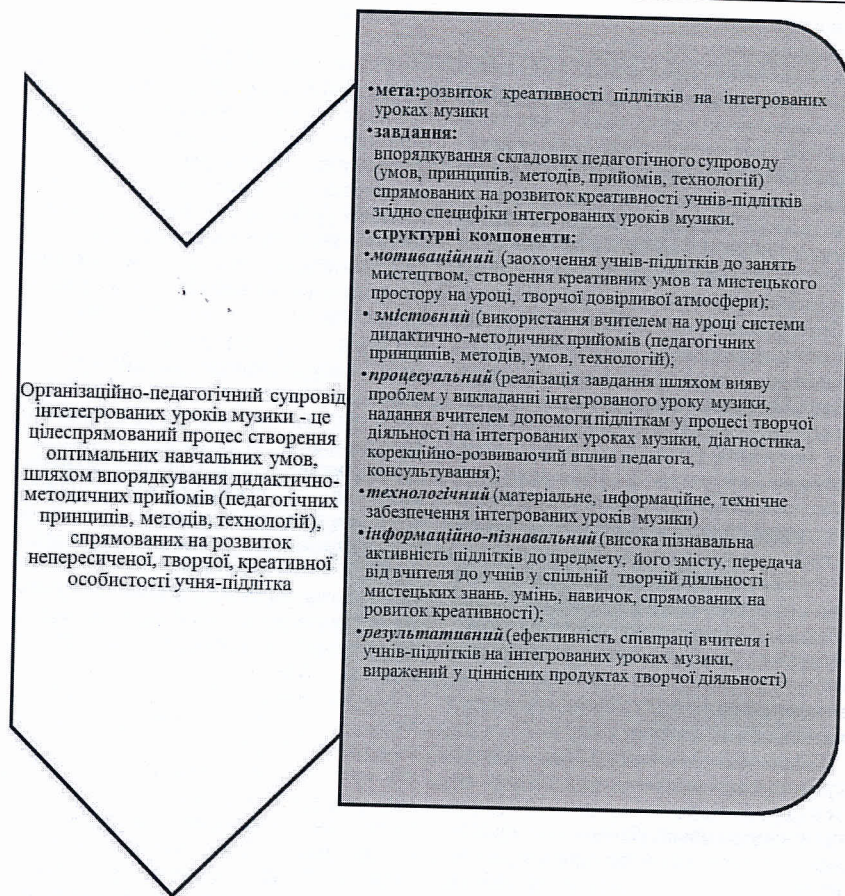 Організаційно-педагогічний супровід
інтетегрованих уроків музики - це
цілеспрямований процес створення
оптимальних навчальних умов,
шляхом впорядкування дидактично-
методичних прийомів (педагогічних
принципів, методів, технологій),
спрямованих на розвиток
непересиченої, творчої, креативної
особистості учня-підлітка
•мета:розвиток креативності підлітків на інтегрованих
уроках музики
•завдання:
впорядкування складових педагогічного супроводу
(умов, принципів, методів, прийомів, технологій)
спрямованих на розвиток креативності учнів-підлітків
згідно специфіки інтегрованих уроків музики.
•структурні компоненти:
•мотиваційний (заохочення учнів-підлітків до занять
мистецтвом, створення креативних умов та мистецького
простору на уроці, творчої довірливої атмосфери);
• змістовний (використання вчителем на уроці системи
дидактично-методичних прийомів (педагогічних
принципів, методів, умов, технологій);
•процесуальний (реалізація завдання шляхом вияву
проблем у викладанні інтегрованого уроку музики,
надання вчителем допомоги підліткам у процесі творчої
діяльності на інтегрованих уроках музики, діагностика,
корекційно-розвиваючий вплив педагога,
консультування);
•технологічний (матеріальне, інформаційне, технічне
забезпечення інтегрованих уроків музики)
•інформаційно-пізнавальний (висока пізнавальна
активність підлітків до предмету, його змісту, передача
від вчителя до учнів у спільній творчій діяльності
мистецьких знань, умінь, навичок, спрямованих на
ровиток креативності);
•результативний (ефективність співпраці вчителя і
учнів-підлітків на інтегрованих уроках музики,
виражений у ціннісних продуктах творчої діяльності)